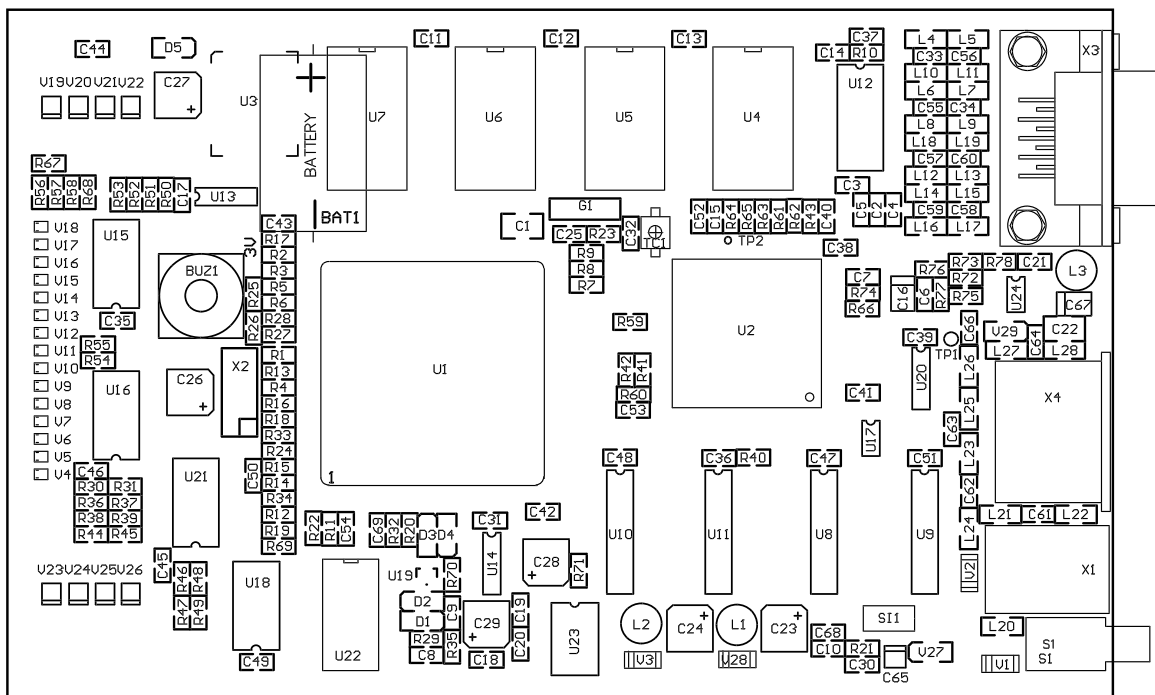 C44 D5 C11 C12 C13 C37 L4 L5
C14 R10 C33 C56 X3
V19 V20 V21 V22 C27 U3 + U12 L10 L11
L6 L7
U7 U6 U5 U4 C55 C34
L8 L9
BATTERY L18 L19
R67 C57 C60
R56 R57 R58 R68 R53 R52 R51 R50 C17 U13 C3 L12 L13
L14 L15
C5 C2 C4 C59 C58
V18 U15 C43 BAT1 C1 G1 C52 C15 R64 R65 R63 R61 R62 R43 C40 L16 L17
V17 3V R17 C25 R23 C32 TC1 TP2 C38
V16 R2 R9 R73 R78 C21
V15 BUZ1 R3 R8 C7 R76 R72 L3
V14 R25 R5 R7 R74 C16 C6 R77 R75 U24
V13 R6 R66 C67
V12 C35 R26 R28 R59 U2 C66 V29 C22
V11 R55 R27 C39 TP1 C64
V10 R54 R1 L27 L28
V9 U16 C26 X2 R13 U1 R42 R41 U20 L26
V8 R4 R60 C41 X4
V7 R16 C53 L25
V6 R18 U17 C63
V5 R33 L23
V4 R24 C48 C36 R40 C47 C51
C46 R15
R30 R31 U21 C50 R14 1 C62
R36 R37 R34 C42 L21 C61 L22
R38 R39 R12 R22 R11 C54 C69 R32 R20 D3 D4 C31 L24
R44 R45 R19 U10 U11 U8 U9
R69
C45 U14 C28 R71 X1
V23 V24 V25 V26 R46 R48 U18 U19 R70 V2
R47 R49 D2 C9 C19
D1 C29 U23 L2 C24 L1 C23 SI1 L20
U22 R29 R35 C20 C68 S1
C49 C8 C18 V3 V28 C10 R21 V27 S1
C30 C65 V1